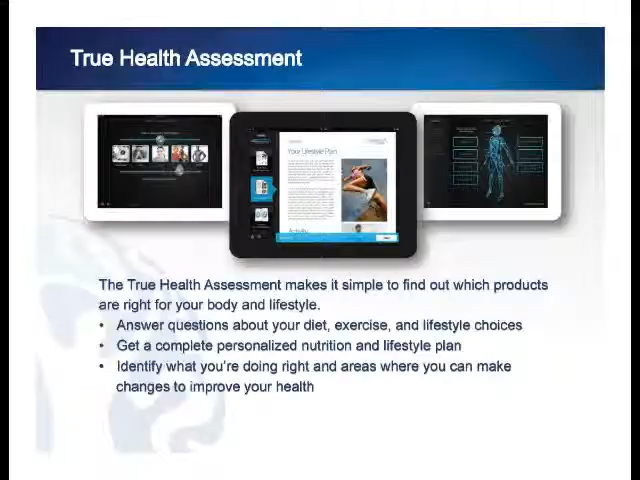 True Health Assessment
Your Lifestyle Plan
Activity
The True Health Assessment makes it simple to find out which products
are right for your body and lifestyle.
• Answer questions about your diet, exercise, and lifestyle choices
• Get a complete personalized nutrition and lifestyle plan
• Identify what you're doing right and areas where you can make
changes to improve your health